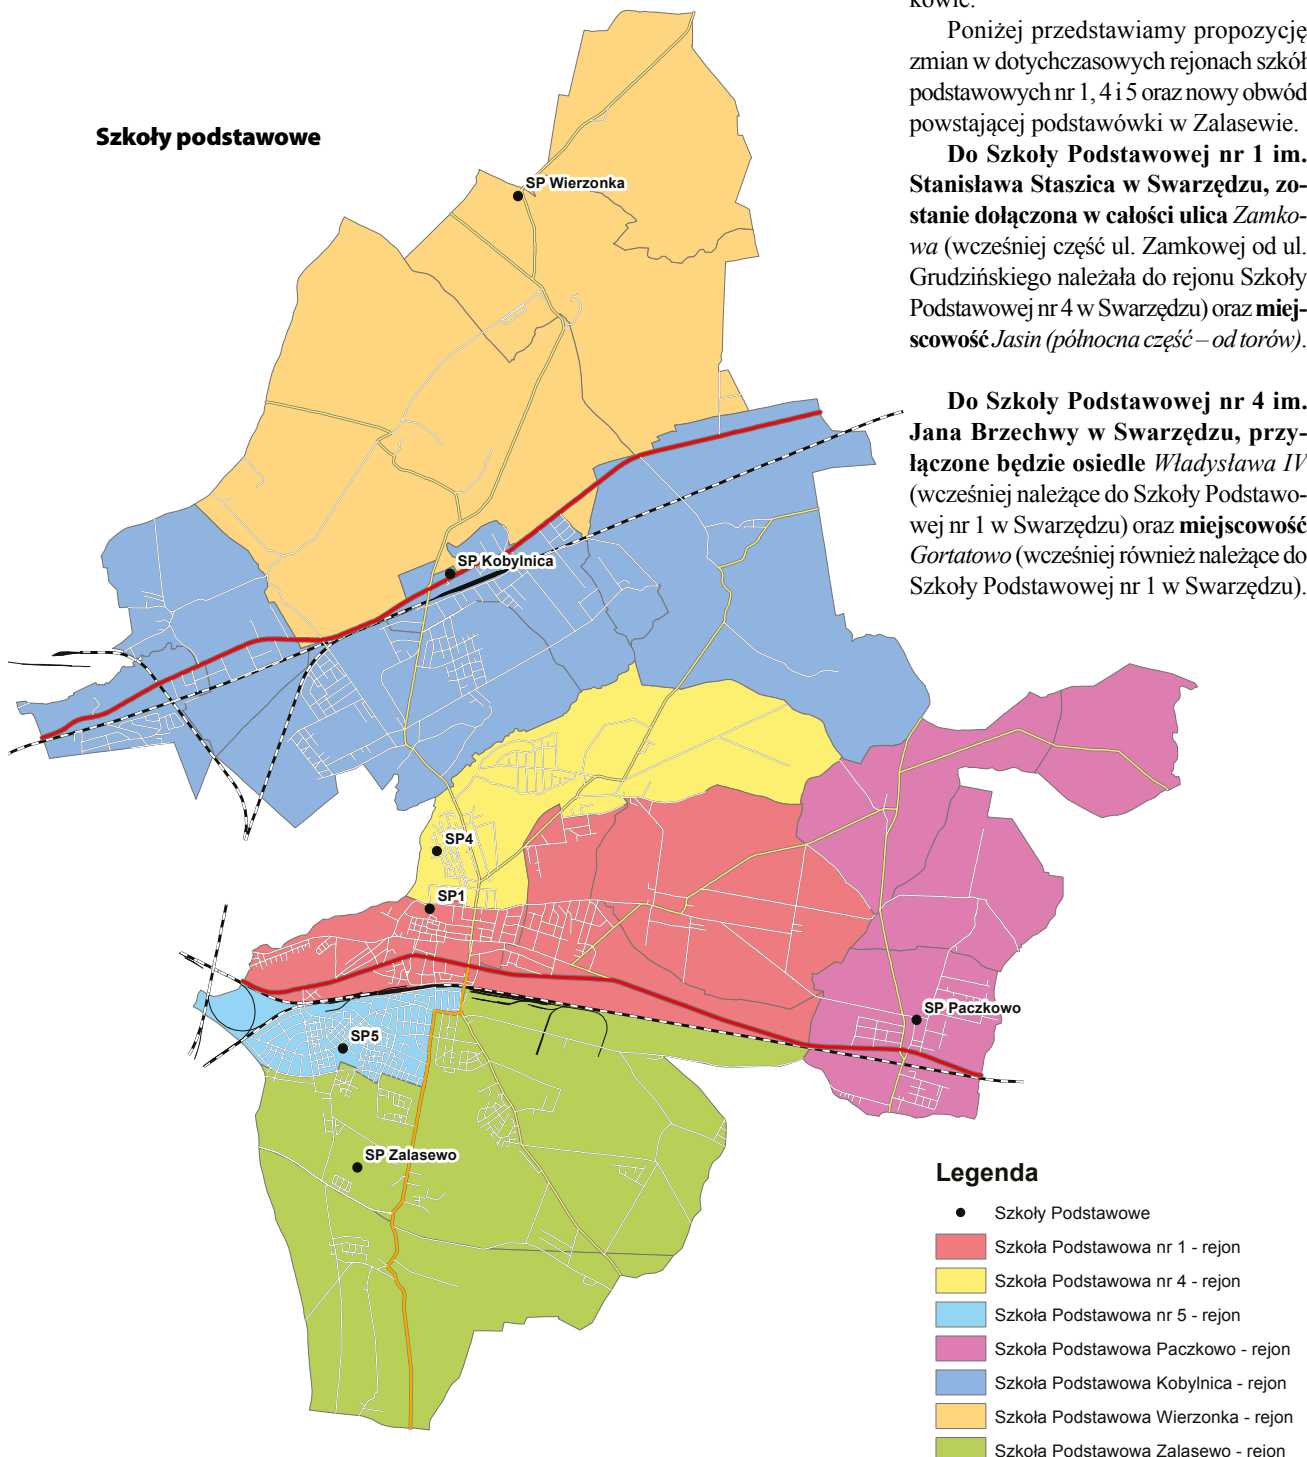 kowic.
Poniżej przedstawiamy propozycję
zmian w dotychczasowych rejonach szkół
podstawowych nr 1, 4 i 5 oraz nowy obwód
powstającej podstawówki w Zalasewie.
Do Szkoły Podstawowej nr 1 im.
Stanisława Staszica w Swarzędzu, zo-
stanie dołączona w całości ulica Zamko-
wa (wcześniej część ul. Zamkowej od ul.
Grudzińskiego należała do rejonu Szkoły
Podstawowej nr 4 w Swarzędzu) oraz miej-
scowość Jasin (północna część – od torów).
Do Szkoły Podstawowej nr 4 im.
Jana Brzechwy w Swarzędzu, przy-
łączone będzie osiedle Władysława IV
(wcześniej należące do Szkoły Podstawo-
wej nr 1 w Swarzędzu) oraz miejscowość
Gortatowo (wcześniej również należące do
Szkoły Podstawowej nr 1 w Swarzędzu).
Szkoły podstawowe
SP Wierzonka
SP Kobylnica
SP4
SP1
SP Paczkowo
SP5
SP Zalasewo
Legenda
Szkoły Podstawowe
Szkoła Podstawowa nr 1 - rejon
Szkoła Podstawowa nr 4 - rejon
Szkoła Podstawowa nr 5 - rejon
Szkoła Podstawowa Paczkowo - rejon
Szkoła Podstawowa Kobylnica - rejon
Szkoła Podstawowa Wierzonka - rejon
Szkoła Podstawowa Zalasewo - rejon